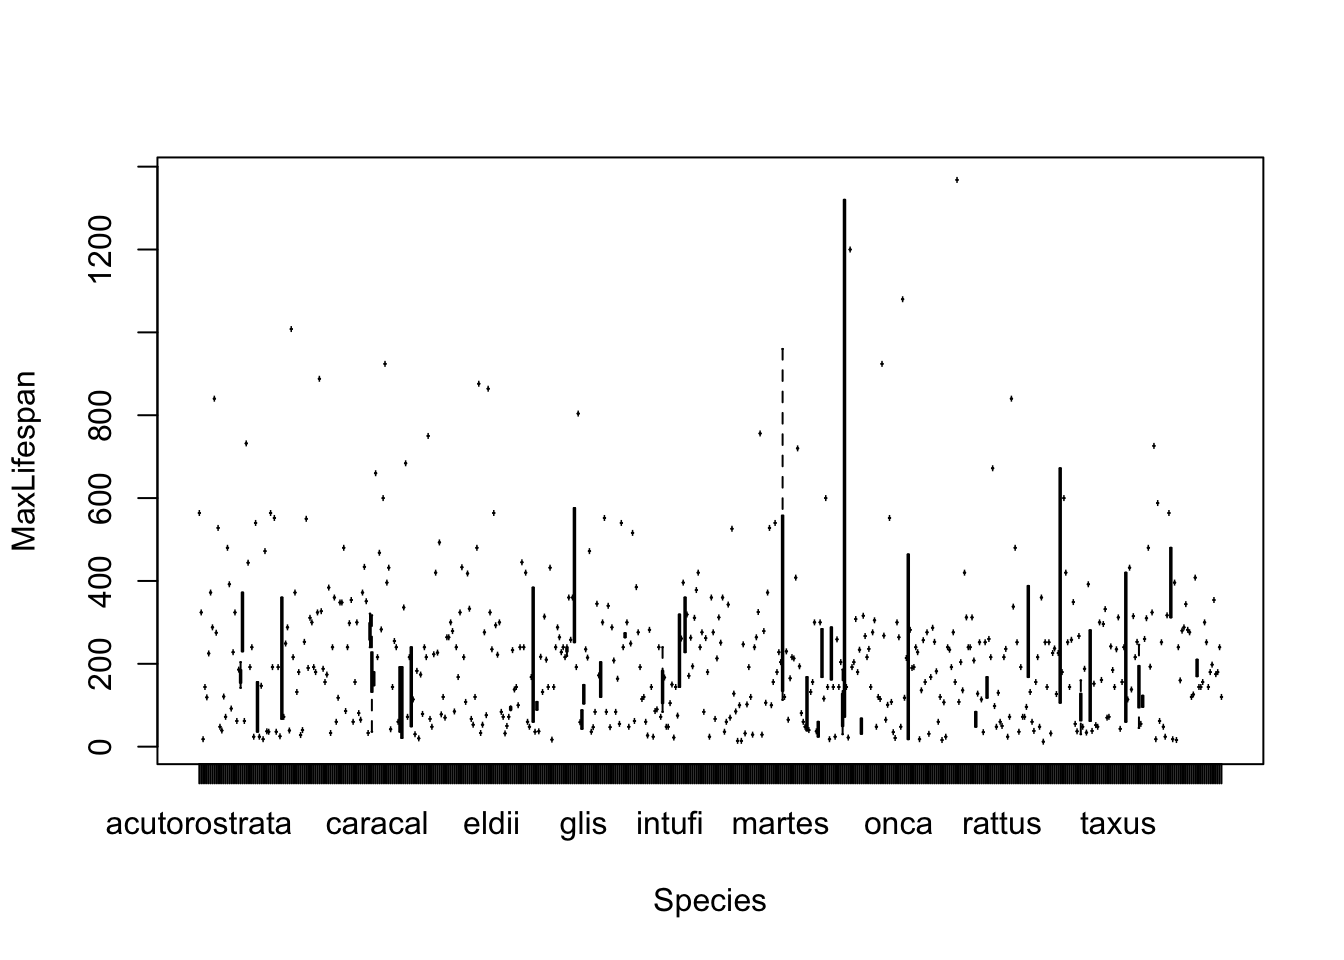 1200
800
600
400
200
0
MaxLifespan
acutorostrata caracal eldii glis intufi martes onca rattus taxus
Species